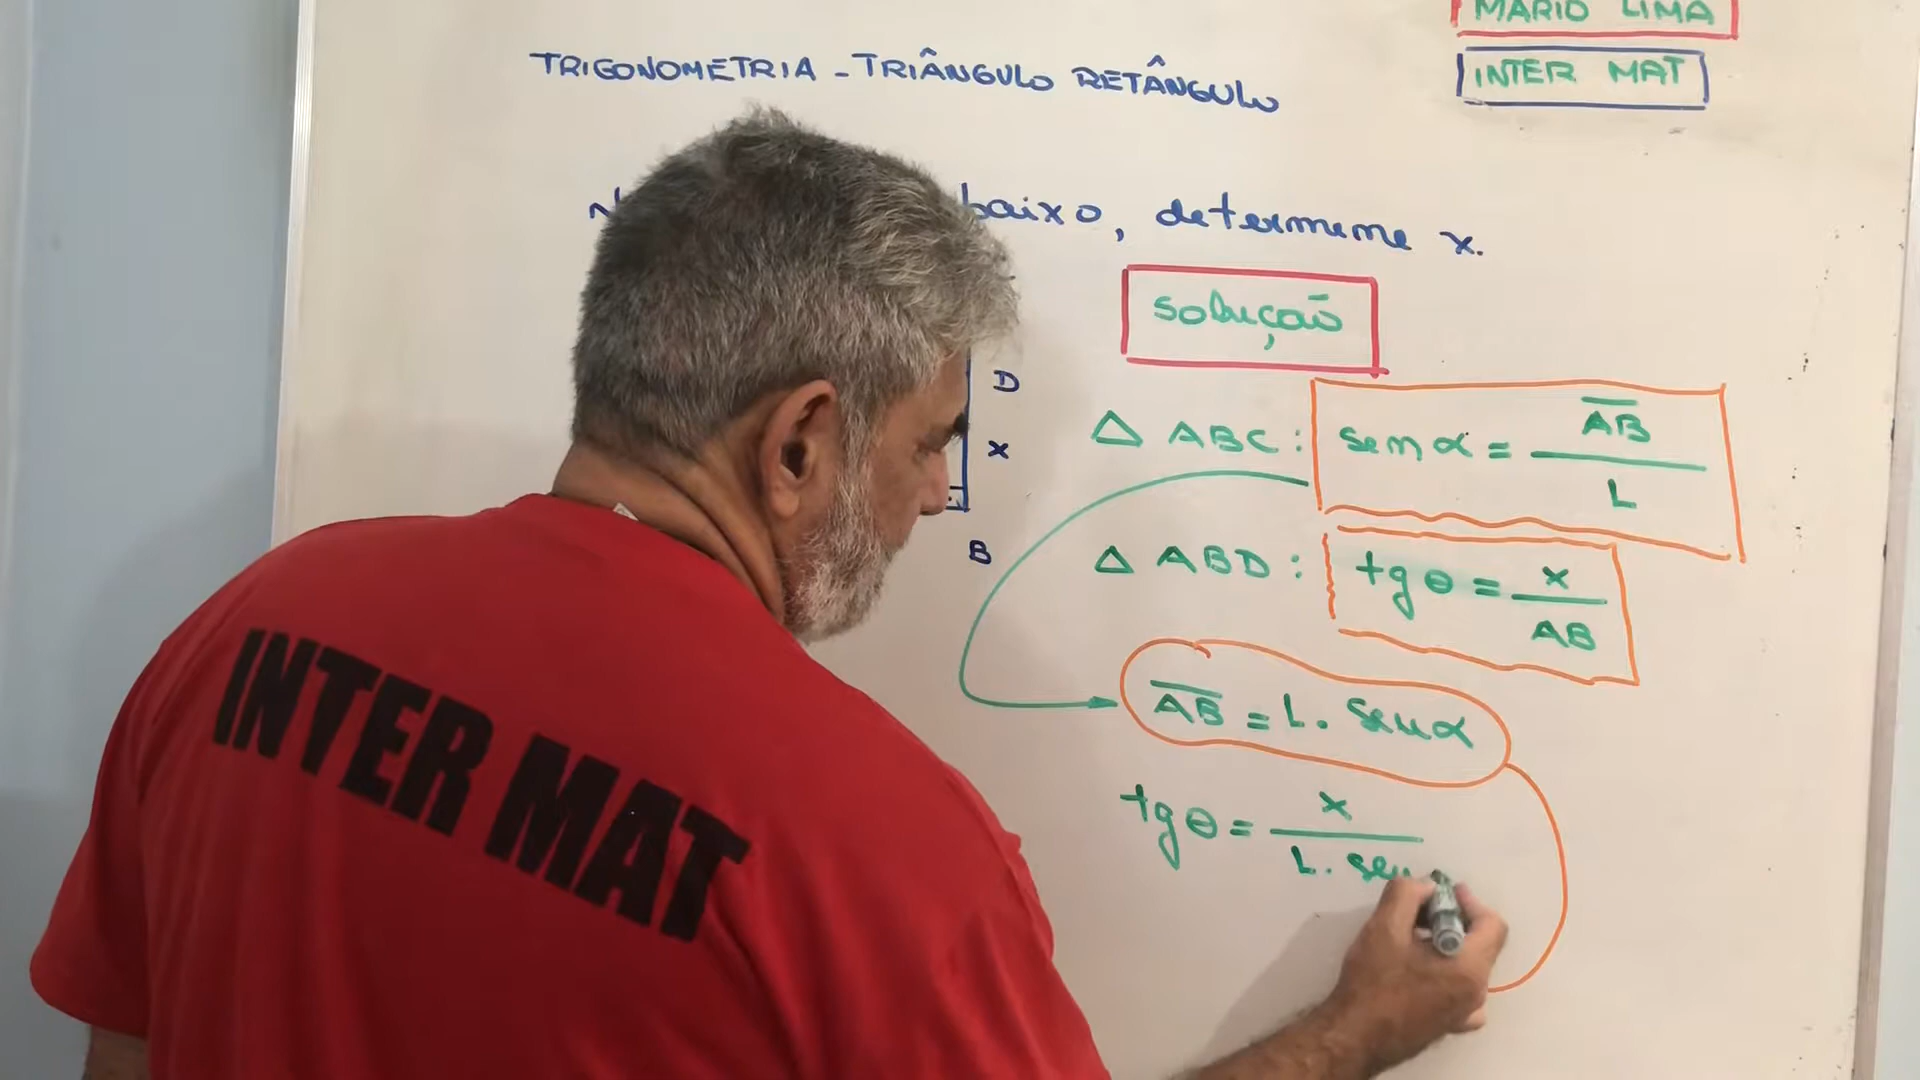 MARIO LIMA
INTER MAT
TRIGONOMETRIA - TRIÂNGULO RETÂNGULO
baixo, determine x.
solução
D
x
B
Δ ABC: sen α = AB / L
Δ ABD: tg θ = x / AB
AB = L. sen α
tg θ = x / L. sen
INTER MAT